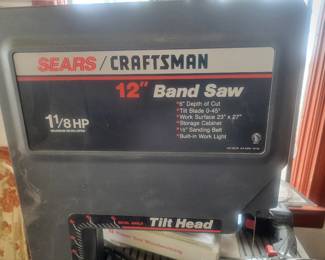 SEARS / CRAFTSMAN
12" Band Saw
1 1/8 HP
*6" Depth of Cut
*Tilt Blade 0-45°
*Work Surface 23" x 27"
*Storage Cabinet
*½" Sanding Belt
*Built-in Work Light
Tilt Head